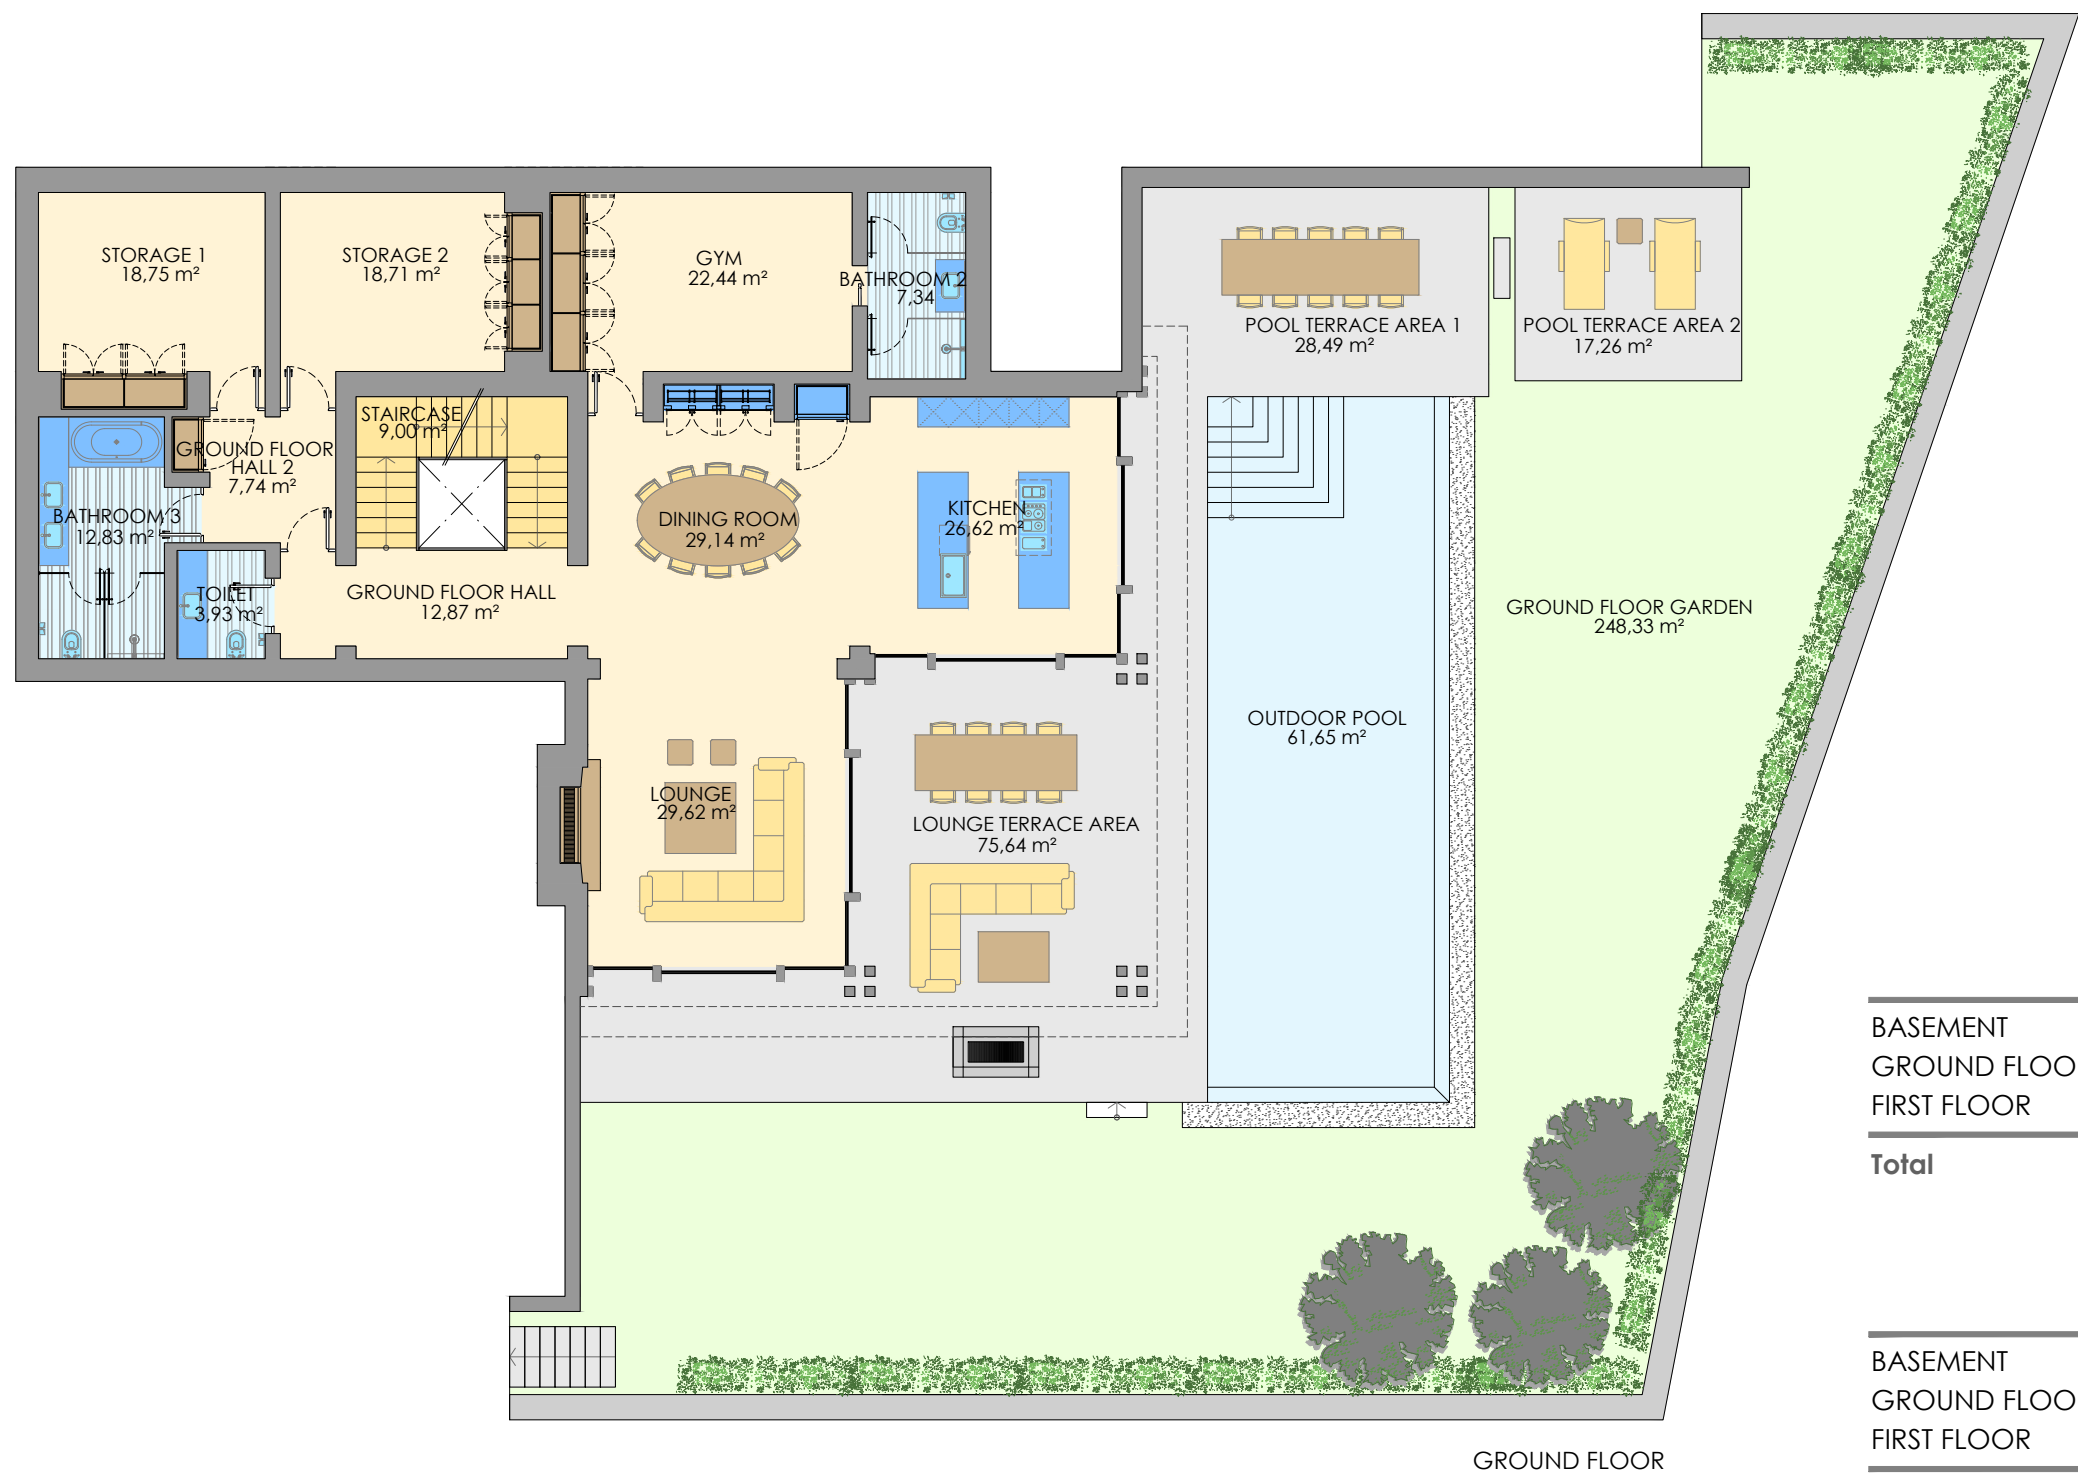 STORAGE 1
18,75 m²
STORAGE 2
18,71 m²
GYM
22,44 m²
BATHROOM 2
7,34
POOL TERRACE AREA 1
28,49 m²
POOL TERRACE AREA 2
17,26 m²
STAIRCASE
9,00 m²
GROUND FLOOR
HALL 2
7,74 m²
BATHROOM 3
12,83 m²
DINING ROOM
29,14 m²
KITCHEN
26,62 m²
TOILET
3,93 m²
GROUND FLOOR HALL
12,87 m²
GROUND FLOOR GARDEN
248,33 m²
OUTDOOR POOL
61,65 m²
LOUNGE
29,62 m²
LOUNGE TERRACE AREA
75,64 m²
BASEMENT
GROUND FLOO
FIRST FLOOR
Total
BASEMENT
GROUND FLOO
FIRST FLOOR
GROUND FLOOR